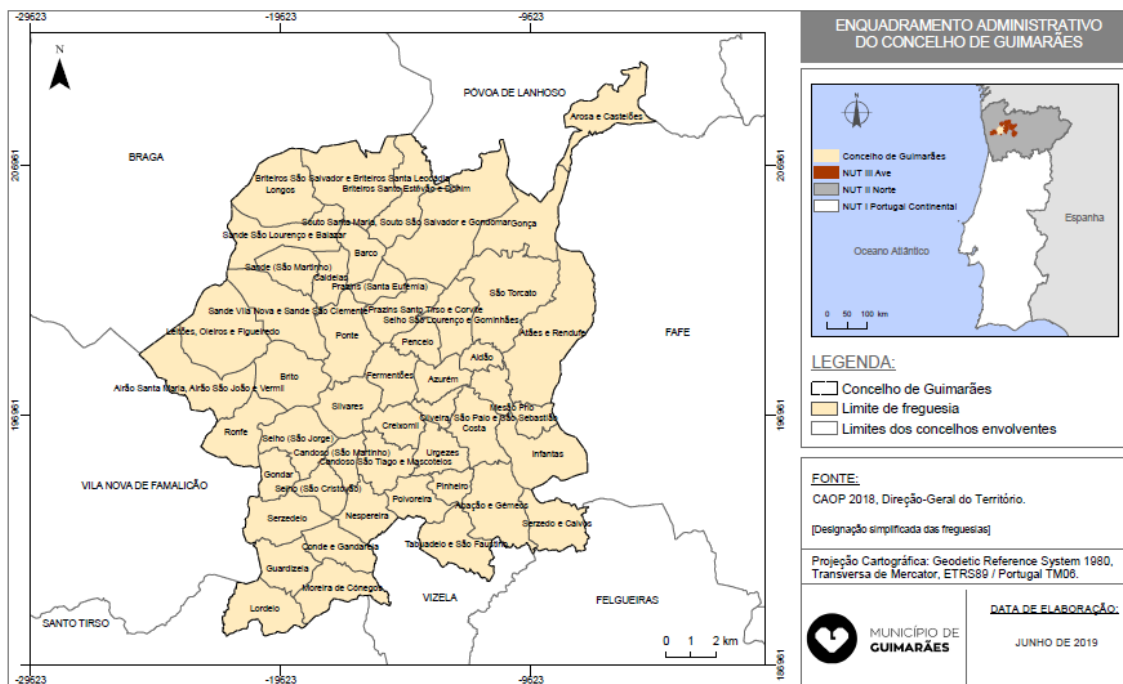 -29623
-19623
-9623
ENQUADRAMENTO ADMINISTRATIVO
DO CONCELHO DE GUIMARÃES
N
PÓVOA DE LANHOSO
Arosa e Castelões
BRAGA
206961
206961
Briteiros São Salvador e Briteiros Santa Leocádia
Longos
Briteiros Santo Estêvão e Donim
Souto Santa Maria, Souto São Salvador e Gondomar
Gonça
Sande São Lourenço e Balazar
Barco
Sande (São Martinho)
Caldelas
Prazins (Santa Eufémia)
São Torcato
Sande Vila Nova e Sande São Clemente
Prazins Santo Tirso e Corvite
Selho São Lourenço e Gominhães
Leitões, Oleiros e Figueiredo
Ponte
Atães e Rendufe
FAFE
Penceio
Aldão
Brito
Fermentões
Azurém
Airão Santa Maria, Airão São João e Vermil
Silvares
Mesão Frio
196961
196961
Oliveira, São Paio e São Sebastião
Costa
Creixomil
Ronfe
Selho (São Jorge)
Candoso (São Martinho)
Urgezes
Infantas
Candoso São Tiago e Mascotelos
Gondar
VILA NOVA DE FAMALICÃO
Selho (São Cristóvão)
Pinheiro
Polvoreira
Abação e Gémeos
Serzedelo
Nespereira
Serzedo e Calvos
Conde e Gandarela
Tabuadelo e São Faustino
Guardizela
Moreira de Cónegos
Lordelo
VIZELA
FELGUEIRAS
SANTO TIRSO
0 1 2 km
186961
-29623
-19623
-9623
N
Concelho de Guimarães
NUT III Ave
NUT II Norte
NUT I Portugal Continental
Espanha
Oceano Atlântico
0 50 100 km
LEGENDA:
Concelho de Guimarães
Limite de freguesia
Limites dos concelhos envolventes
FONTE:
CAOP 2018, Direção-Geral do Território.
[Designação simplificada das freguesias]
Projeção Cartográfica: Geodetic Reference System 1980,
Transversa de Mercator, ETRS89 / Portugal TM06.
MUNICÍPIO DE
GUIMARÃES
DATA DE ELABORAÇÃO:
JUNHO DE 2019